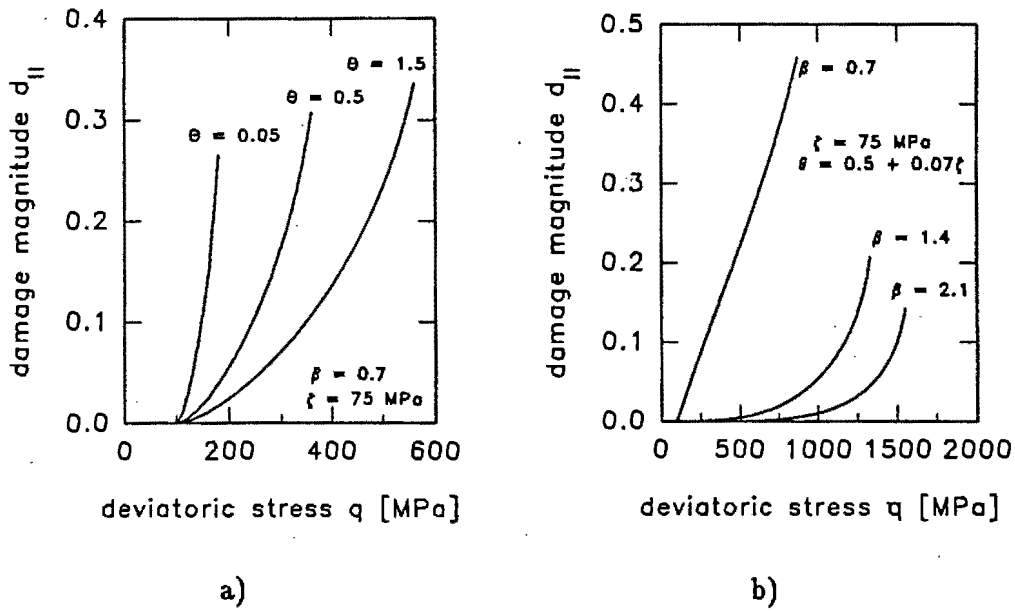 damage magnitude d||
0.4
0.3
0.2
0.1
0.0
0
200
400
600
θ = 1.5
θ = 0.5
θ = 0.05
β = 0.7
ζ = 75 MPa
deviatoric stress q [MPa]
a)
damage magnitude d||
0.5
0.4
0.3
0.2
0.1
0.0
0
500
1000
1500
2000
β = 0.7
ζ = 75 MPa
θ = 0.5 + 0.07ζ
β = 1.4
β = 2.1
deviatoric stress q [MPa]
b)